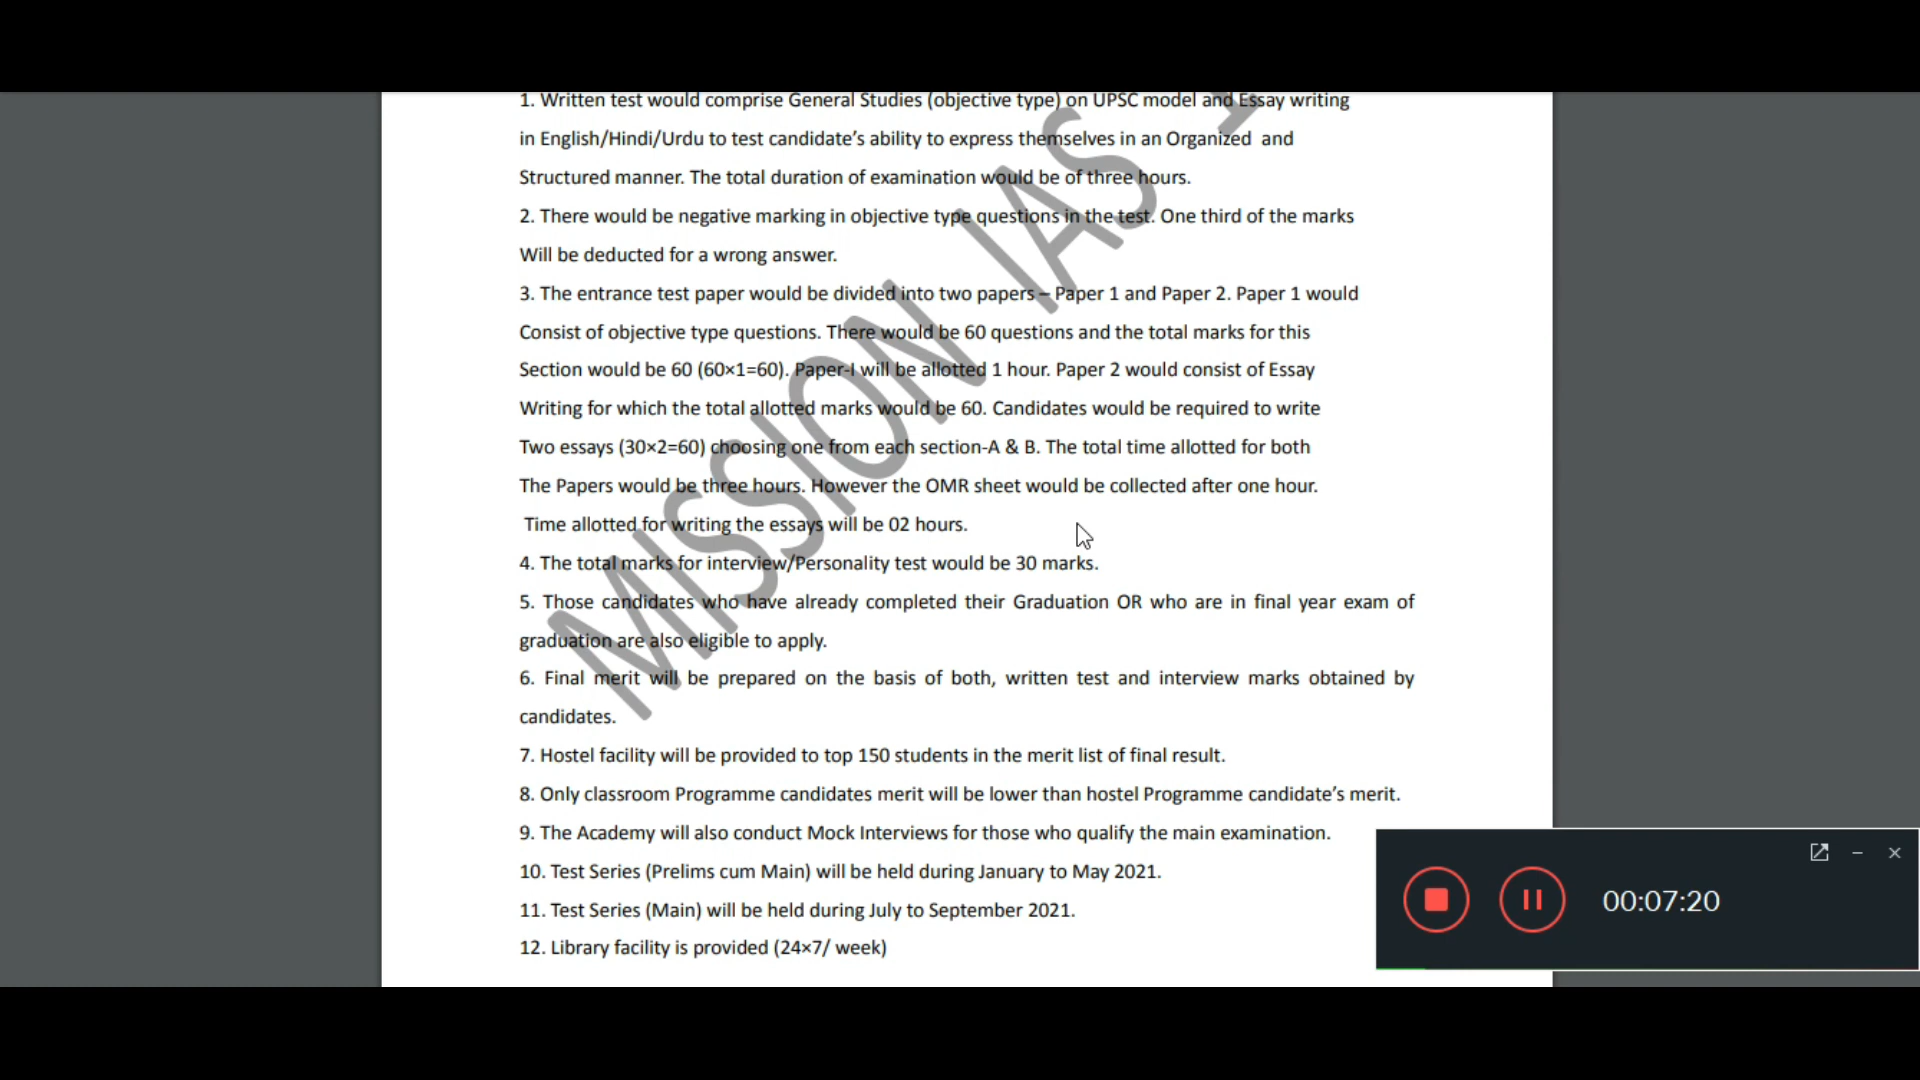 1. Written test would comprise General Studies (objective type) on UPSC model and Essay writing
in English/Hindi/Urdu to test candidate’s ability to express themselves in an Organized and
Structured manner. The total duration of examination would be of three hours.
2. There would be negative marking in objective type questions in the test. One third of the marks
Will be deducted for a wrong answer.
3. The entrance test paper would be divided into two papers – Paper 1 and Paper 2. Paper 1 would
Consist of objective type questions. There would be 60 questions and the total marks for this
Section would be 60 (60×1=60). Paper-I will be allotted 1 hour. Paper 2 would consist of Essay
Writing for which the total allotted marks would be 60. Candidates would be required to write
Two essays (30×2=60) choosing one from each section-A & B. The total time allotted for both
The Papers would be three hours. However the OMR sheet would be collected after one hour.
Time allotted for writing the essays will be 02 hours.
4. The total marks for interview/Personality test would be 30 marks.
5. Those candidates who have already completed their Graduation OR who are in final year exam of
graduation are also eligible to apply.
6. Final merit will be prepared on the basis of both, written test and interview marks obtained by
candidates.
7. Hostel facility will be provided to top 150 students in the merit list of final result.
8. Only classroom Programme candidates merit will be lower than hostel Programme candidate’s merit.
9. The Academy will also conduct Mock Interviews for those who qualify the main examination.
10. Test Series (Prelims cum Main) will be held during January to May 2021.
11. Test Series (Main) will be held during July to September 2021.
12. Library facility is provided (24×7/ week)
MISSION IAS
00:07:20